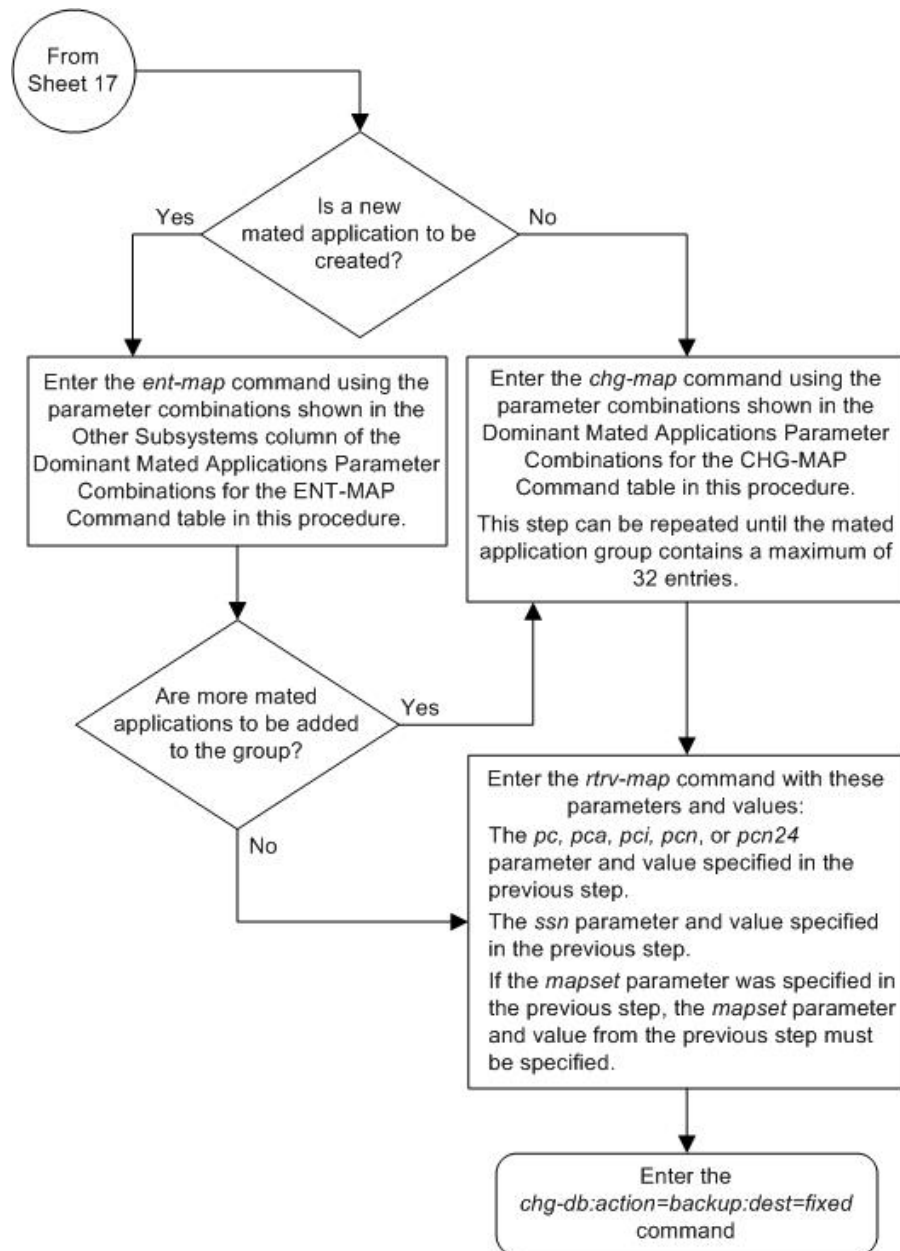 From
Sheet 17
Is a new
mated application to be
created?
Yes
No
Enter the ent-map command using the
parameter combinations shown in the
Other Subsystems column of the
Dominant Mated Applications Parameter
Combinations for the ENT-MAP
Command table in this procedure.
Enter the chg-map command using the
parameter combinations shown in the
Dominant Mated Applications Parameter
Combinations for the CHG-MAP
Command table in this procedure.
This step can be repeated until the mated
application group contains a maximum of
32 entries.
Are more mated
applications to be added
to the group?
Yes
No
Enter the rtrv-map command with these
parameters and values:
The pc, pca, pci, pcn, or pcn24
parameter and value specified in the
previous step.
The ssn parameter and value specified
in the previous step.
If the mapset parameter was specified in
the previous step, the mapset parameter
and value from the previous step must
be specified.
Enter the
chg-db:action=backup:dest=fixed
command